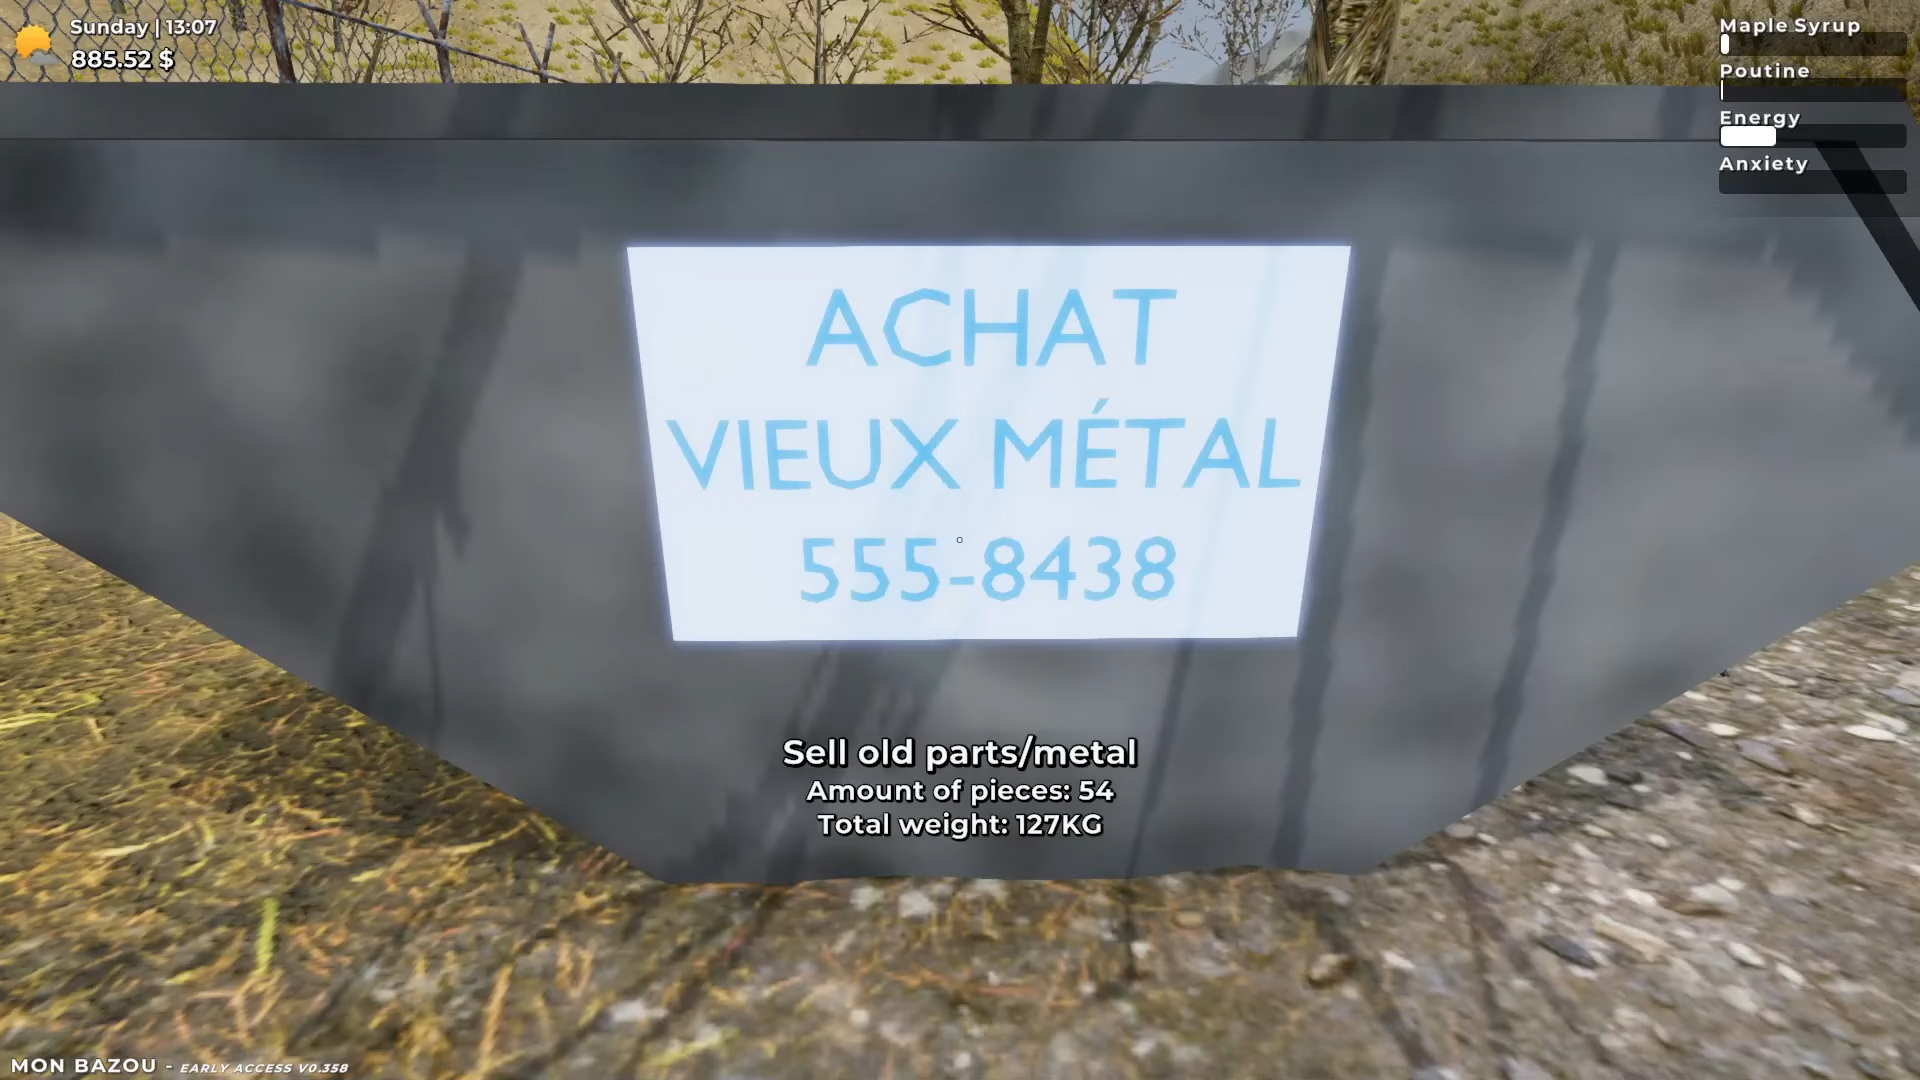 Sunday | 13:07
885.52 $
Maple Syrup
Poutine
Energy
Anxiety
ACHAT
VIEUX MÉTAL
555-8438
Sell old parts/metal
Amount of pieces: 54
Total weight: 127KG
MON BAZOU - EARLY ACCESS V0.358